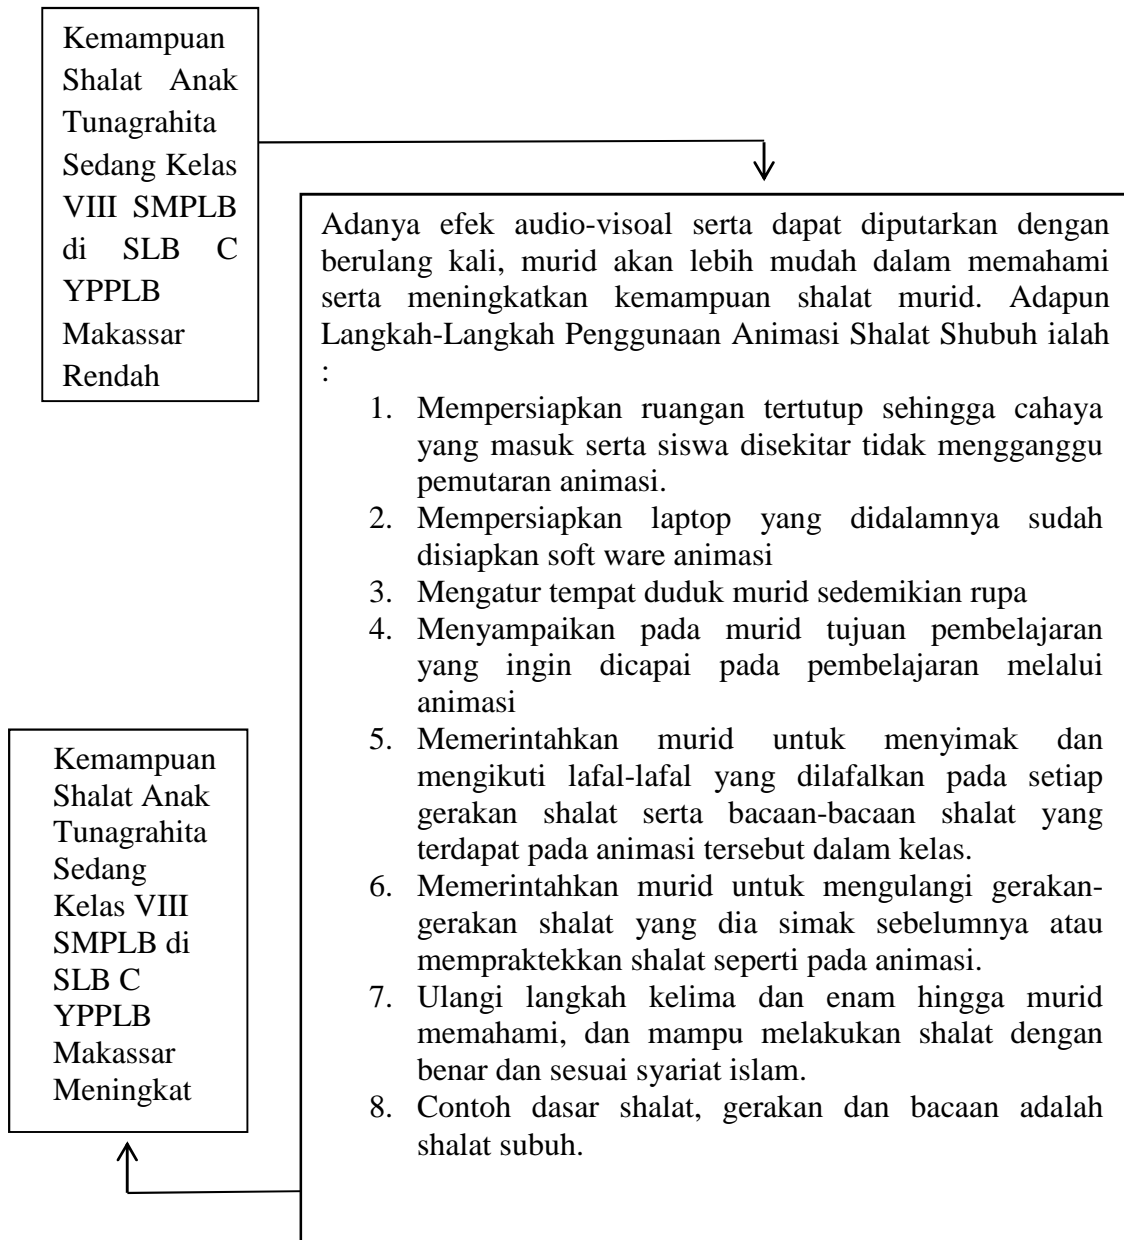 Kemampuan
Shalat Anak
Tunagrahita
Sedang Kelas
VIII SMPLB
di SLB C
YPPLB
Makassar
Rendah
Adanya efek audio-visoal serta dapat diputarkan dengan
berulang kali, murid akan lebih mudah dalam memahami
serta meningkatkan kemampuan shalat murid. Adapun
Langkah-Langkah Penggunaan Animasi Shalat Shubuh ialah
:
1. Mempersiapkan ruangan tertutup sehingga cahaya
yang masuk serta siswa disekitar tidak mengganggu
pemutaran animasi.
2. Mempersiapkan laptop yang didalamnya sudah
disiapkan soft ware animasi
3. Mengatur tempat duduk murid sedemikian rupa
4. Menyampaikan pada murid tujuan pembelajaran
yang ingin dicapai pada pembelajaran melalui
animasi
5. Memerintahkan murid untuk menyimak dan
mengikuti lafal-lafal yang dilafalkan pada setiap
gerakan shalat serta bacaan-bacaan shalat yang
terdapat pada animasi tersebut dalam kelas.
6. Memerintahkan murid untuk mengulangi gerakan-
gerakan shalat yang dia simak sebelumnya atau
mempraktekkan shalat seperti pada animasi.
7. Ulangi langkah kelima dan enam hingga murid
memahami, dan mampu melakukan shalat dengan
benar dan sesuai syariat islam.
8. Contoh dasar shalat, gerakan dan bacaan adalah
shalat subuh.
Kemampuan
Shalat Anak
Tunagrahita
Sedang
Kelas VIII
SMPLB di
SLB C
YPPLB
Makassar
Meningkat